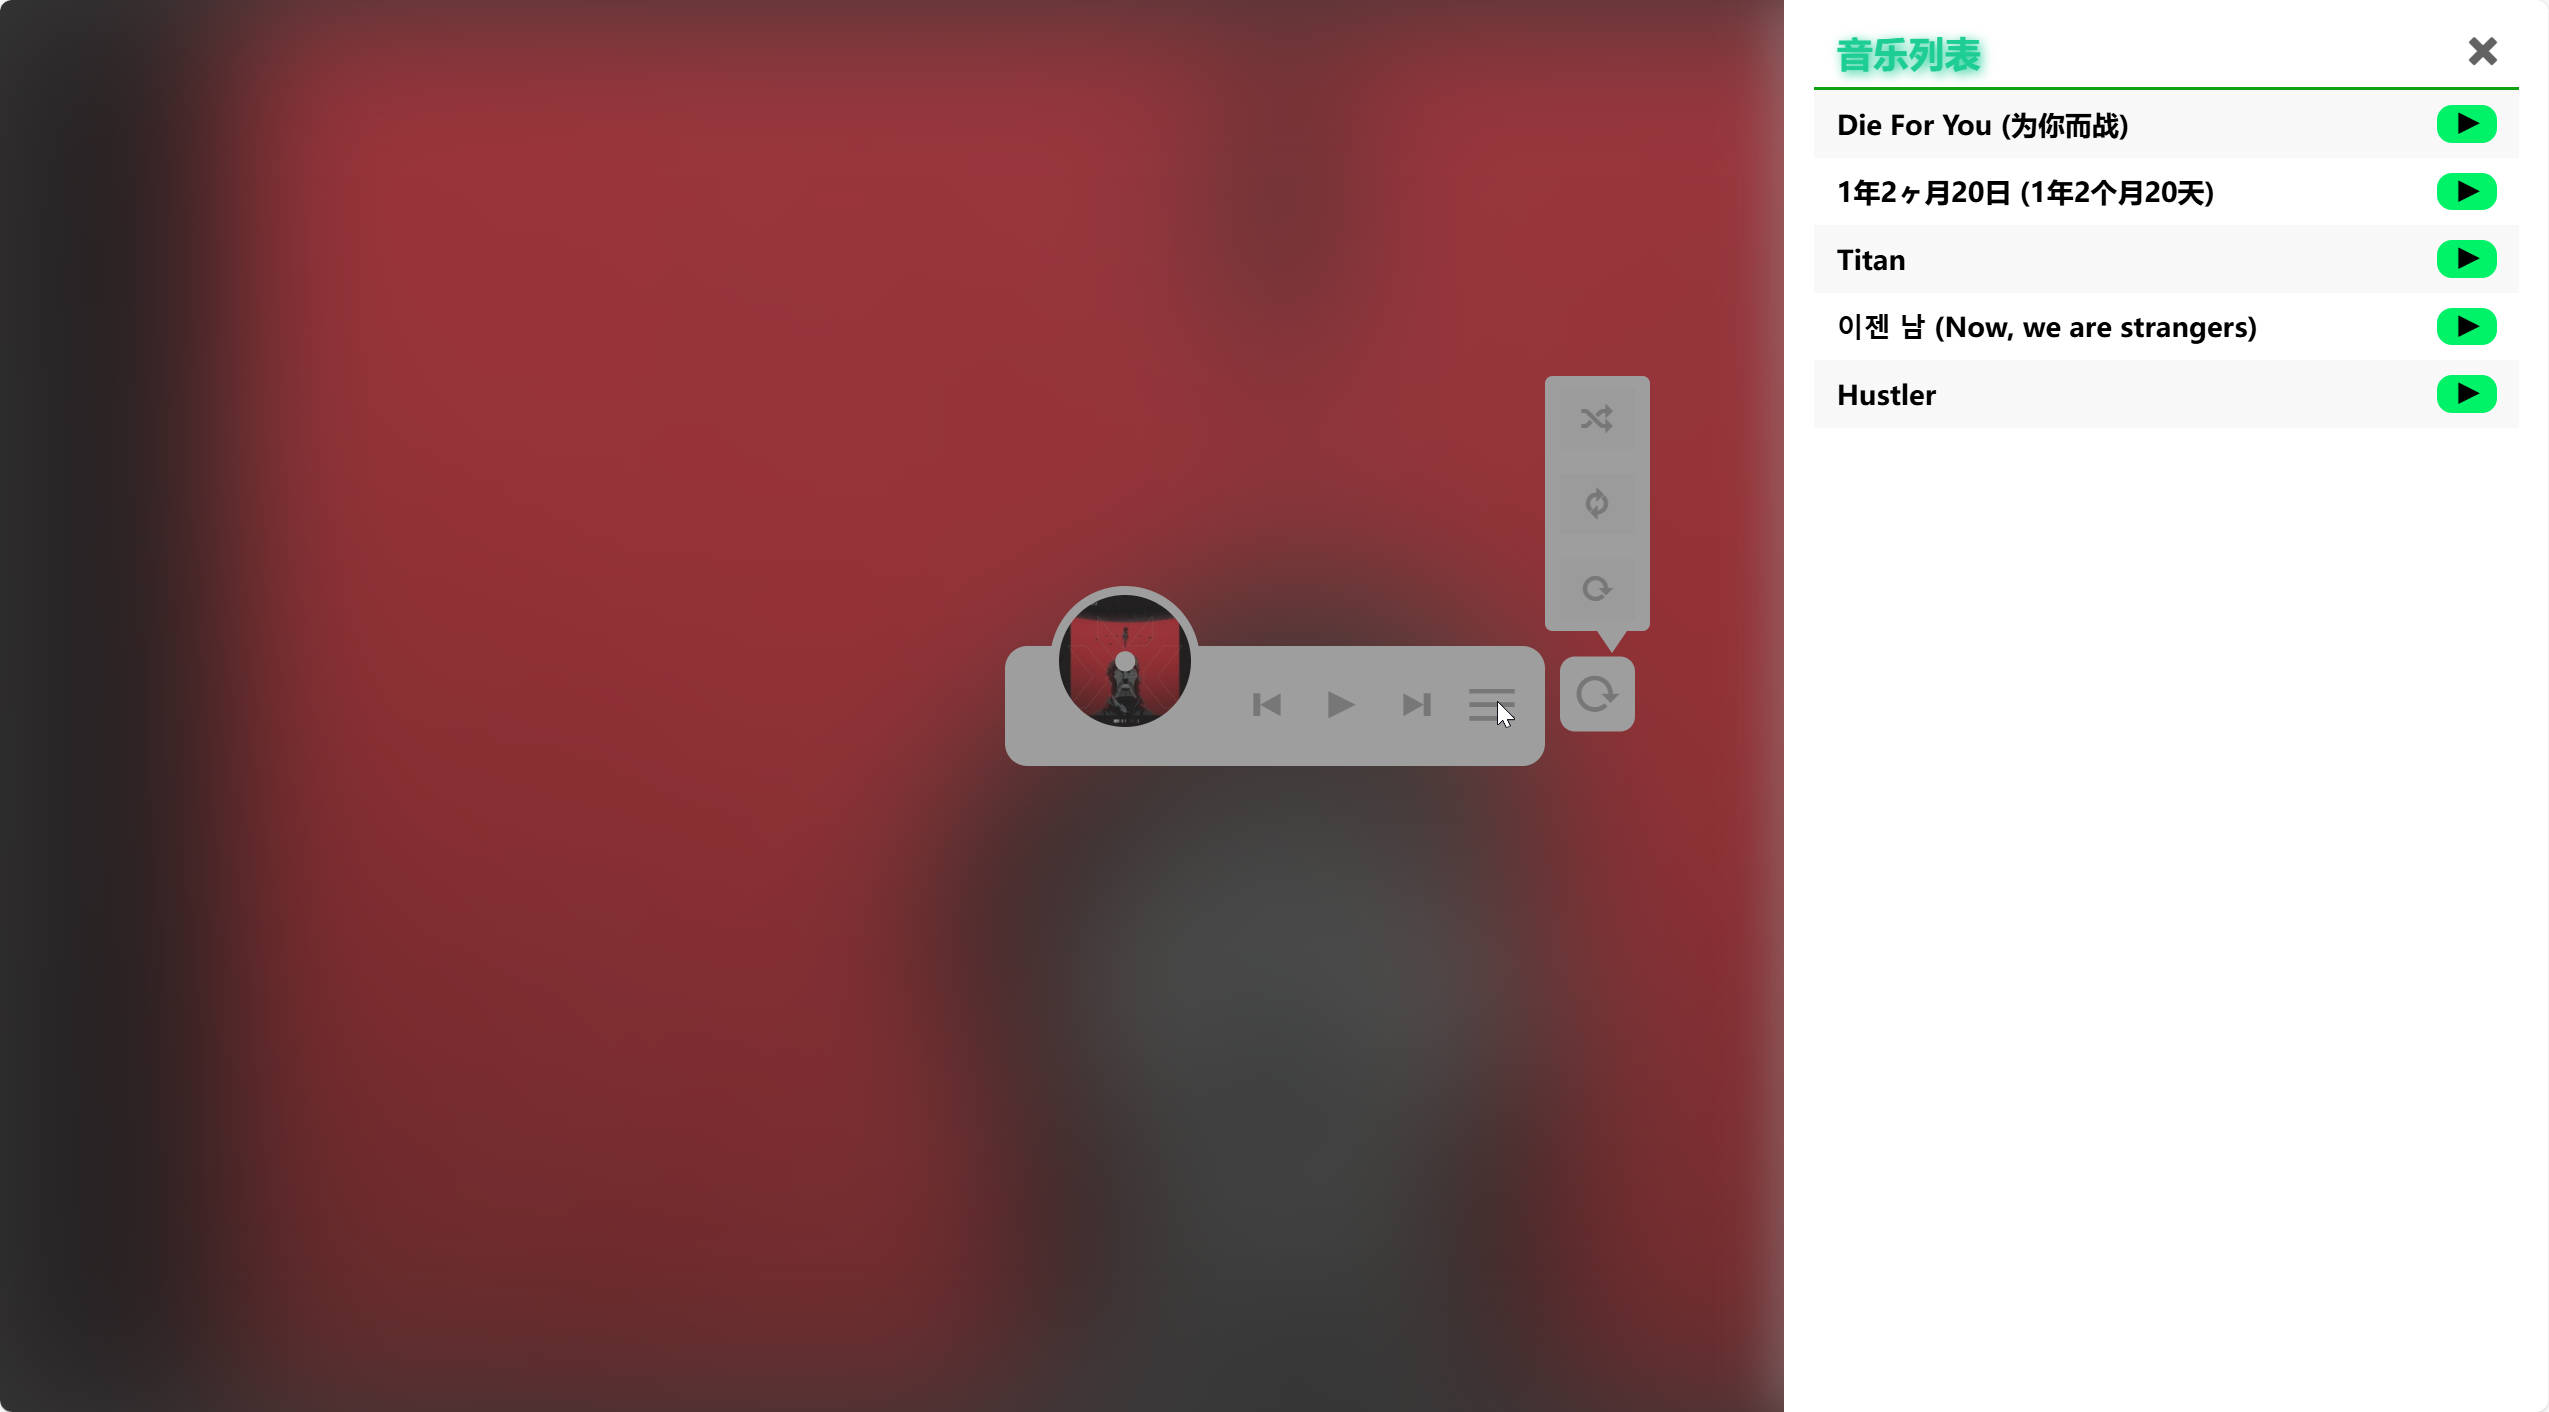 音乐列表
Die For You (为你而战)
1年2ヶ月20日 (1年2个月20天)
Titan
이젠 남 (Now, we are strangers)
Hustler